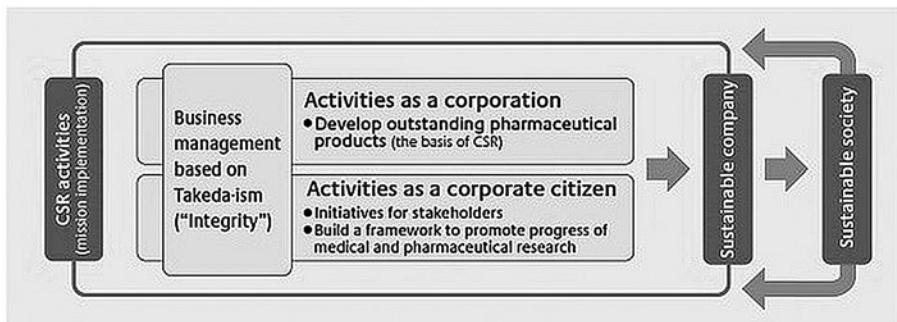 CSR activities
(mission implementation)
Business
management
based on
Takeda-ism
(“Integrity”)
Activities as a corporation
•Develop outstanding pharmaceutical
products (the basis of CSR)
Activities as a corporate citizen
•Initiatives for stakeholders
•Build a framework to promote progress of
medical and pharmaceutical research
Sustainable company
Sustainable society